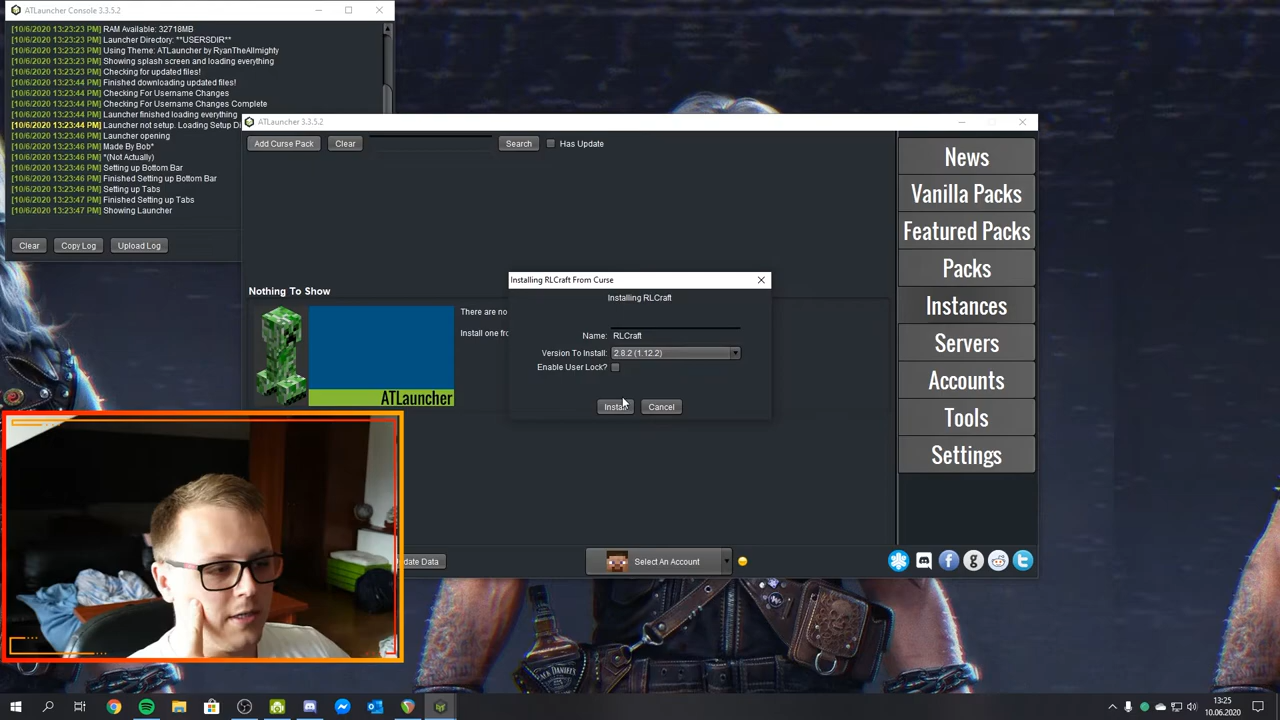 ATLauncher Console 3.3.5.2
[10/6/2020 13:23:23 PM] RAM Available: 32718MB
[10/6/2020 13:23:23 PM] Launcher Directory: **USERSDIR**
[10/6/2020 13:23:23 PM] Using Theme: ATLauncher by RyanTheAllmighty
[10/6/2020 13:23:23 PM] Showing splash screen and loading everything
[10/6/2020 13:23:23 PM] Checking for updated files!
[10/6/2020 13:23:44 PM] Finished downloading updated files!
[10/6/2020 13:23:44 PM] Checking For Username Changes
[10/6/2020 13:23:44 PM] Checking For Username Changes Complete
[10/6/2020 13:23:44 PM] Launcher finished loading everything
[10/6/2020 13:23:44 PM] Launcher not setup. Loading Setup
[10/6/2020 13:23:46 PM] Launcher opening
[10/6/2020 13:23:46 PM] Made By Bob*
[10/6/2020 13:23:46 PM] *(Not Actually)
[10/6/2020 13:23:46 PM] Setting up Bottom Bar
[10/6/2020 13:23:46 PM] Finished Setting up Bottom Bar
[10/6/2020 13:23:46 PM] Setting up Tabs
[10/6/2020 13:23:47 PM] Finished Setting up Tabs
[10/6/2020 13:23:47 PM] Showing Launcher
Clear Copy Log Upload Log
ATLauncher 3.3.5.2
Add Curse Pack Clear Search Has Update
News
Vanilla Packs
Featured Packs
Packs
Instances
Servers
Accounts
Tools
Settings
Nothing To Show
There are no
Install one
ATLauncher
Installing RLCraft From Curse
Installing RLCraft
Name: RLCraft
Version To Install: 2.8.2 (1.12.2)
Enable User Lock?
Install Cancel
Data
Select An Account
13:25
10.06.2020